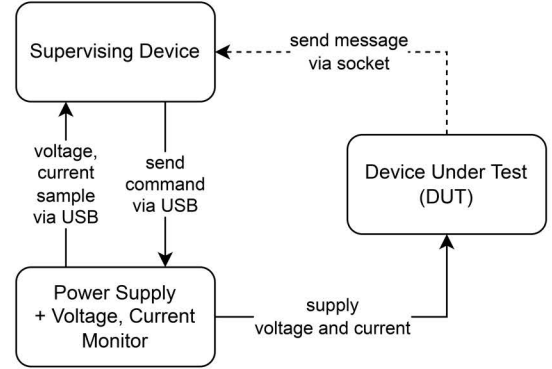 Supervising Device
send message
via socket
voltage,
current
sample
via USB
send
command
via USB
Device Under Test
(DUT)
Power Supply
+ Voltage, Current
Monitor
supply
voltage and current